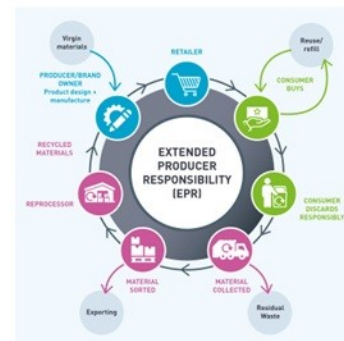 Virgin
materials
RETAILER
Reuse/
refill
PRODUCER/BRAND
OWNER
Product design +
manufacture
CONSUMER
BUYS
RECYCLED
MATERIALS
EXTENDED
PRODUCER
RESPONSIBILITY
(EPR)
REPROCESSOR
CONSUMER
DISCARDS
RESPONSIBLY
MATERIAL
SORTED
MATERIAL
COLLECTED
Exporting
Residual
Waste